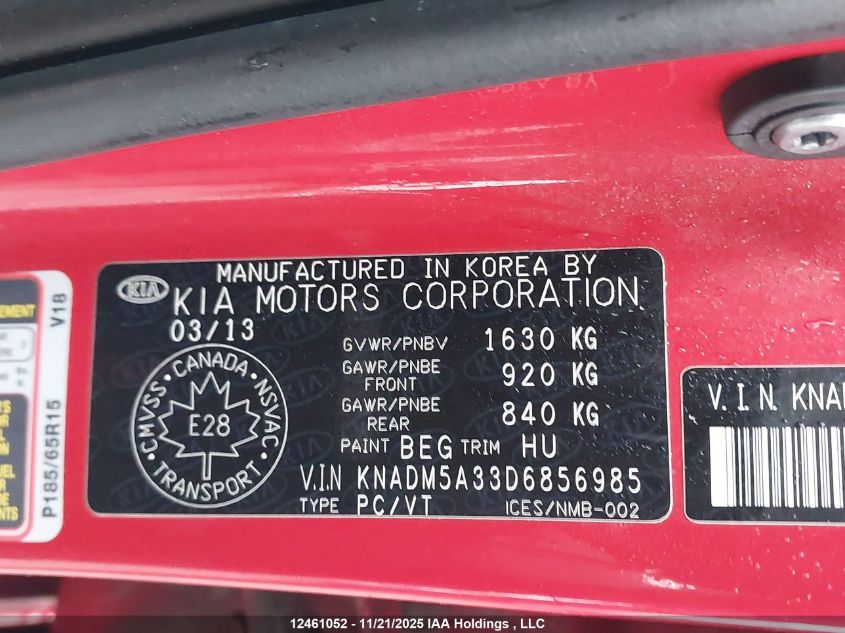 MANUFACTURED IN KOREA BY
KIA
KIA MOTORS CORPORATION
03/13
GVWR/PNBV 1630 KG
GAWR/PNBE FRONT 920 KG
GAWR/PNBE REAR 840 KG
PAINT BEG TRIM HU
CMVSS • CANADA • NSVAC • TRANSPORT •
E28
V.I.N KNADM5A33D6856985
TYPE PC/VT ICES/NMB-002
P185/65R15 V18
V.I.N. KNA
12461052 - 11/21/2025 IAA Holdings , LLC